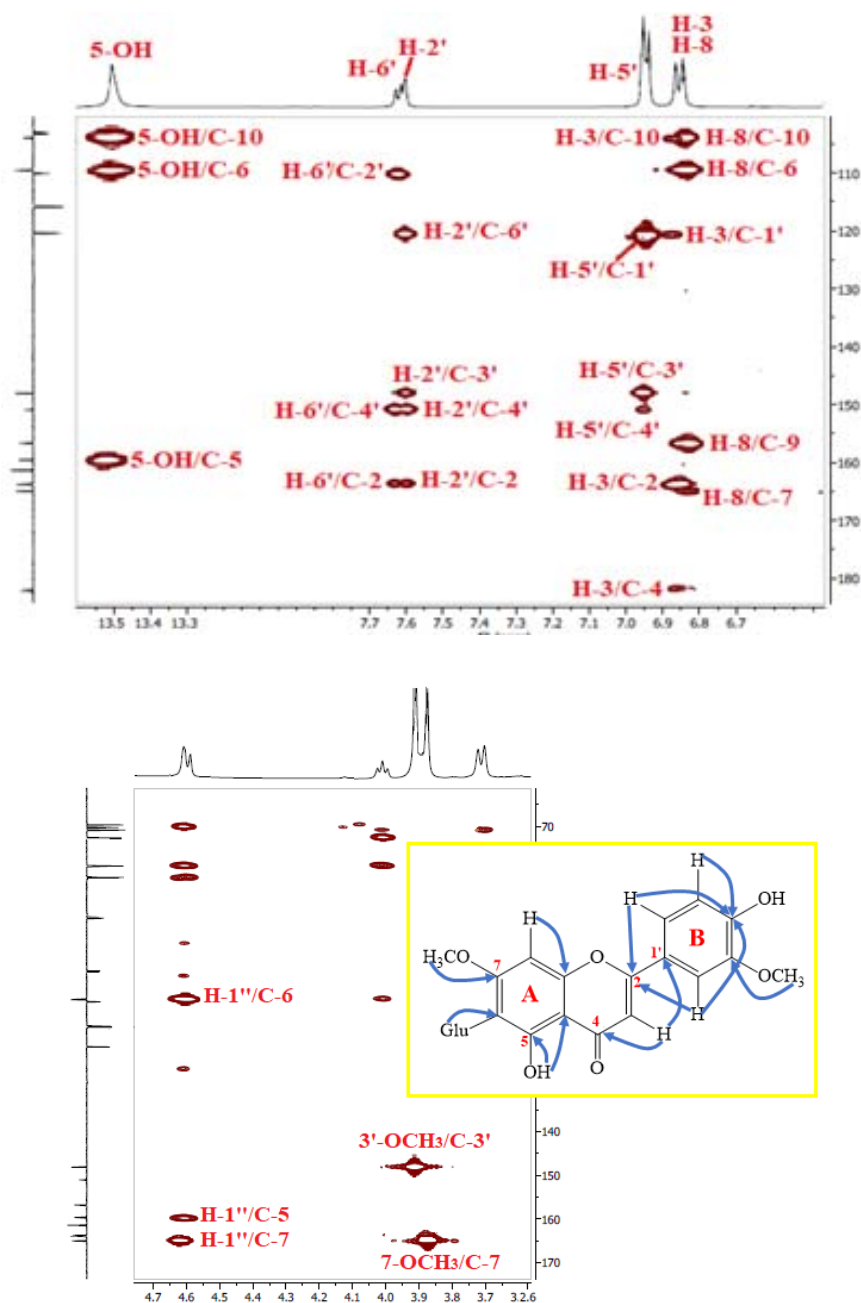 5-OH
H-6'
H-2'
H-5'
H-3
H-8
5-OH/C-10
H-3/C-10
H-8/C-10
5-OH/C-6
H-6'/C-2'
H-8/C-6
110
H-2'/C-6'
H-3/C-1'
120
H-5'/C-1'
130
140
H-2'/C-3'
H-5'/C-3'
H-6'/C-4'
H-2'/C-4'
150
H-5'/C-4'
H-8/C-9
5-OH/C-5
160
H-6'/C-2
H-2'/C-2
H-3/C-2
H-8/C-7
170
H-3/C-4
180
13.5 13.4 13.3 7.7 7.6 7.5 7.4 7.3 7.2 7.1 7.0 6.9 6.8 6.7
70
H
H
H
OH
H₃CO
7
O
1'
B
A
2
OCH₃
H-1''/C-6
Glu
4
H
5
H
OH
O
140
3'-OCH₃/C-3'
150
H-1''/C-5
160
H-1''/C-7
7-OCH₃/C-7
170
4.7 4.6 4.5 4.4 4.3 4.2 4.1 4.0 3.9 3.8 3.7 3.2.6